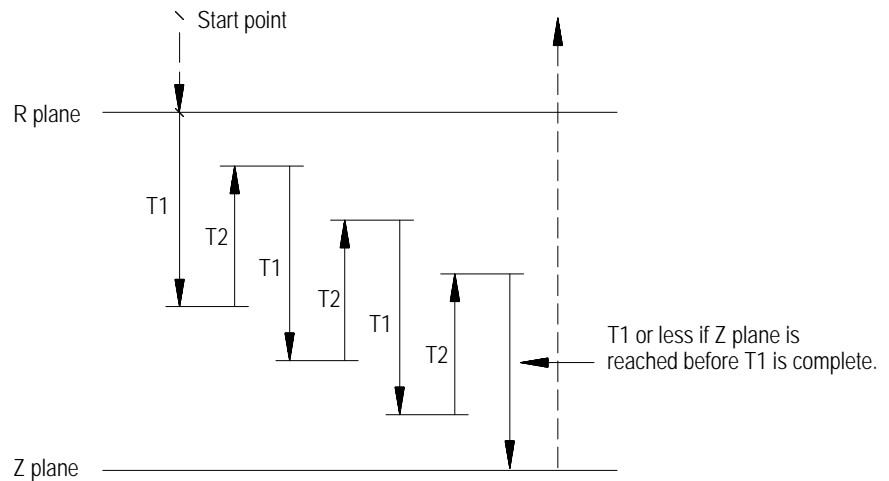 Start point
R plane
T1
T2
T1
T2
T1
T2
T1 or less if Z plane is
reached before T1 is complete.
Z plane